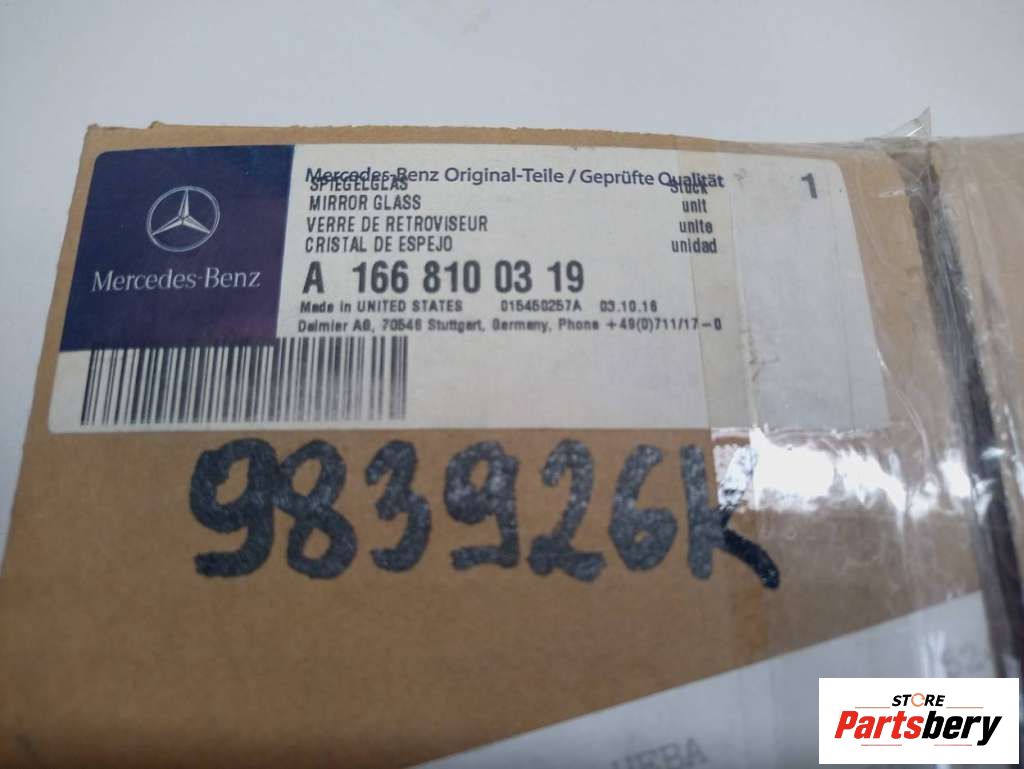 Mercedes-Benz Original-Teile / Geprüfte Qualität
SPIEGELGLAS Stück 1
MIRROR GLASS unit
VERRE DE RETROVISEUR unite
CRISTAL DE ESPEJO unidad
Mercedes-Benz
A 166 810 03 19
Made in UNITED STATES 015450257A 03.10.16
Daimler AG, 70546 Stuttgart, Germany, Phone +49(0)711/17-0
983926K
STORE
Partsbery